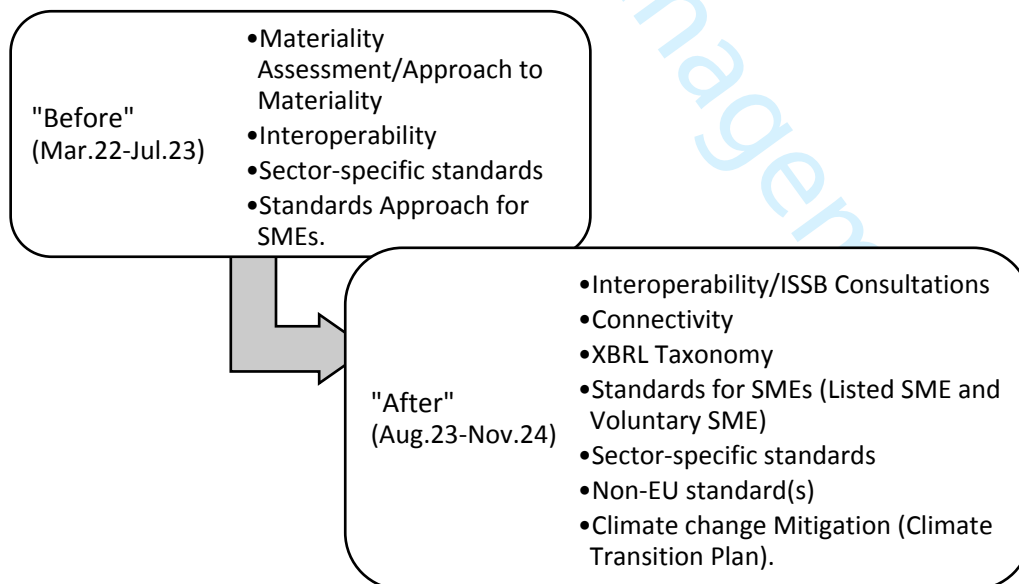 "Before"
(Mar.22-Jul.23)
•Materiality
Assessment/Approach to
Materiality
•Interoperability
•Sector-specific standards
•Standards Approach for
SMEs.
"After"
(Aug.23-Nov.24)
•Interoperability/ISSB Consultations
•Connectivity
•XBRL Taxonomy
•Standards for SMEs (Listed SME and
Voluntary SME)
•Sector-specific standards
•Non-EU standard(s)
•Climate change Mitigation (Climate
Transition Plan).